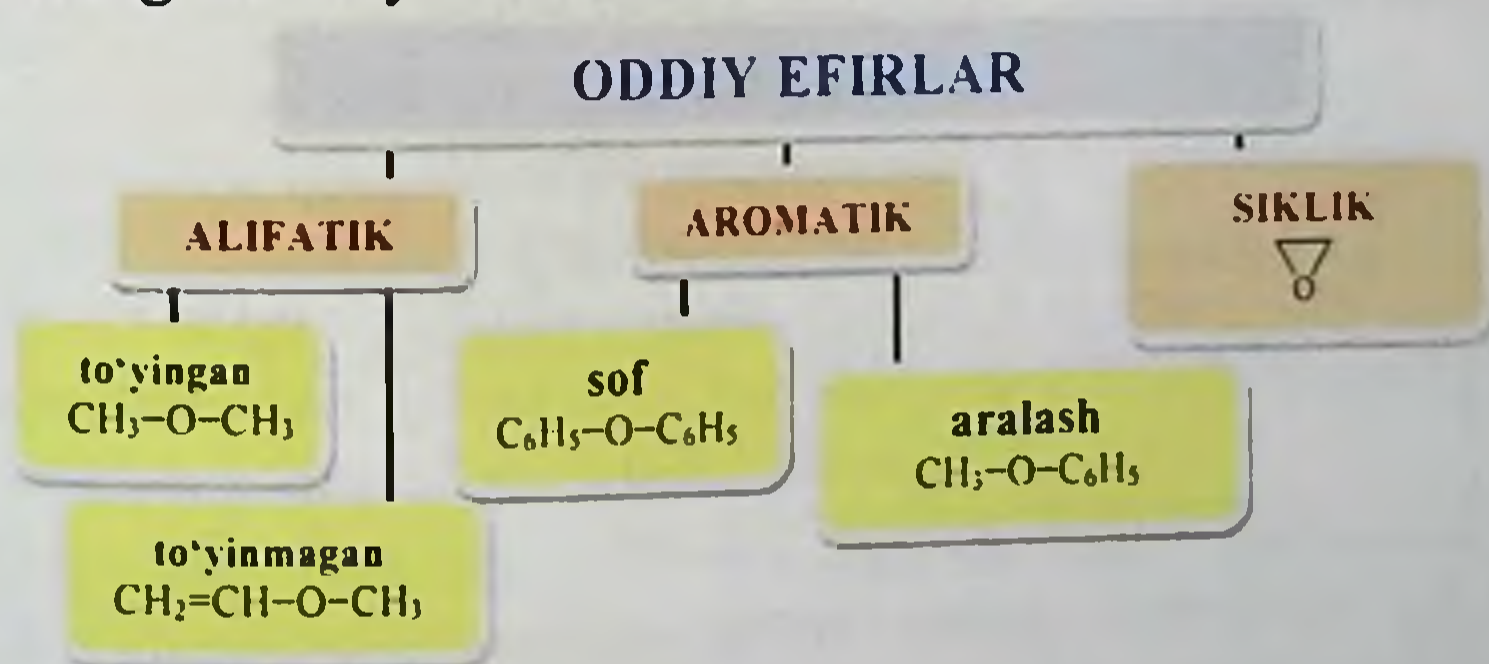 ODDIY EFIRLAR
ALIFATIK
AROMATIK
SIKLIK
O
to‘yingan
CH₃–O–CH₃
sof
C₆H₅–O–C₆H₅
aralash
CH₃–O–C₆H₅
to‘yinmagan
CH₂=CH–O–CH₃